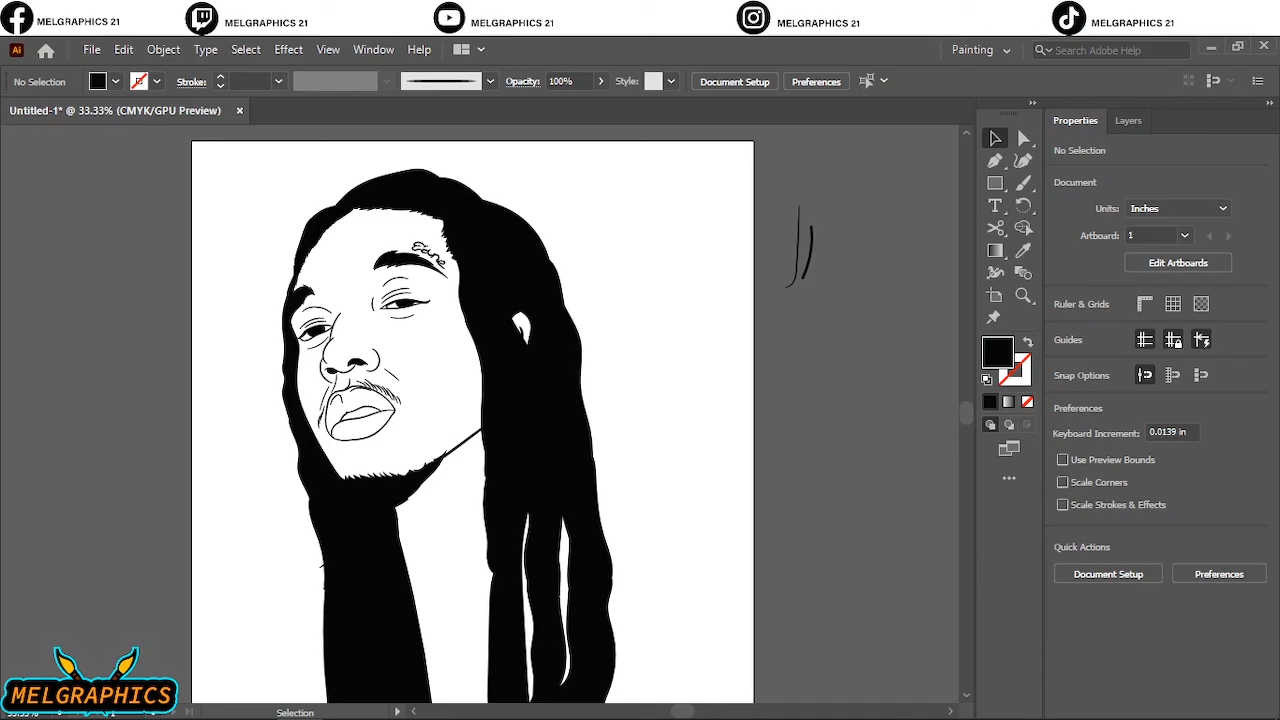 MELGRAPHICS 21 MELGRAPHICS 21 MELGRAPHICS 21 MELGRAPHICS 21 MELGRAPHICS 21
Ai File Edit Object Type Select Effect View Window Help Painting Search Adobe Help
No Selection Stroke: Opacity: 100% Style: Document Setup Preferences
Untitled-1* @ 33.33% (CMYK/GPU Preview) ×
Properties Layers
No Selection
Document
Units: Inches
Artboard: 1
Edit Artboards
Ruler & Grids
Guides
Snap Options
Preferences
Keyboard Increment: 0.0139 in
Use Preview Bounds
Scale Corners
Scale Strokes & Effects
Quick Actions
Document Setup Preferences
MELGRAPHICS
Selection